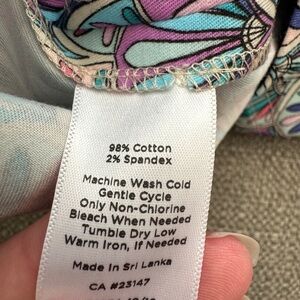 98% Cotton
2% Spandex
Machine Wash Cold
Gentle Cycle
Only Non-Chlorine
Bleach When Needed
Tumble Dry Low
Warm Iron, If Needed
Made In Sri Lanka
CA #23147